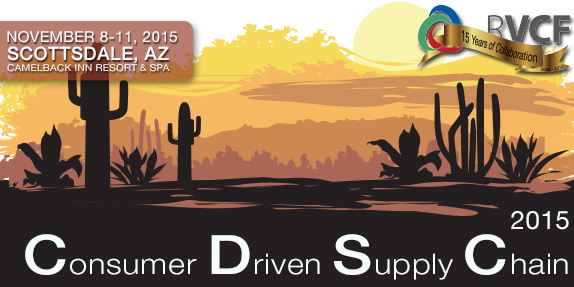 NOVEMBER 8-11, 2015
SCOTTSDALE, AZ
CAMELBACK INN RESORT & SPA
RVCF
15 Years of Collaboration
2015
Consumer Driven Supply Chain